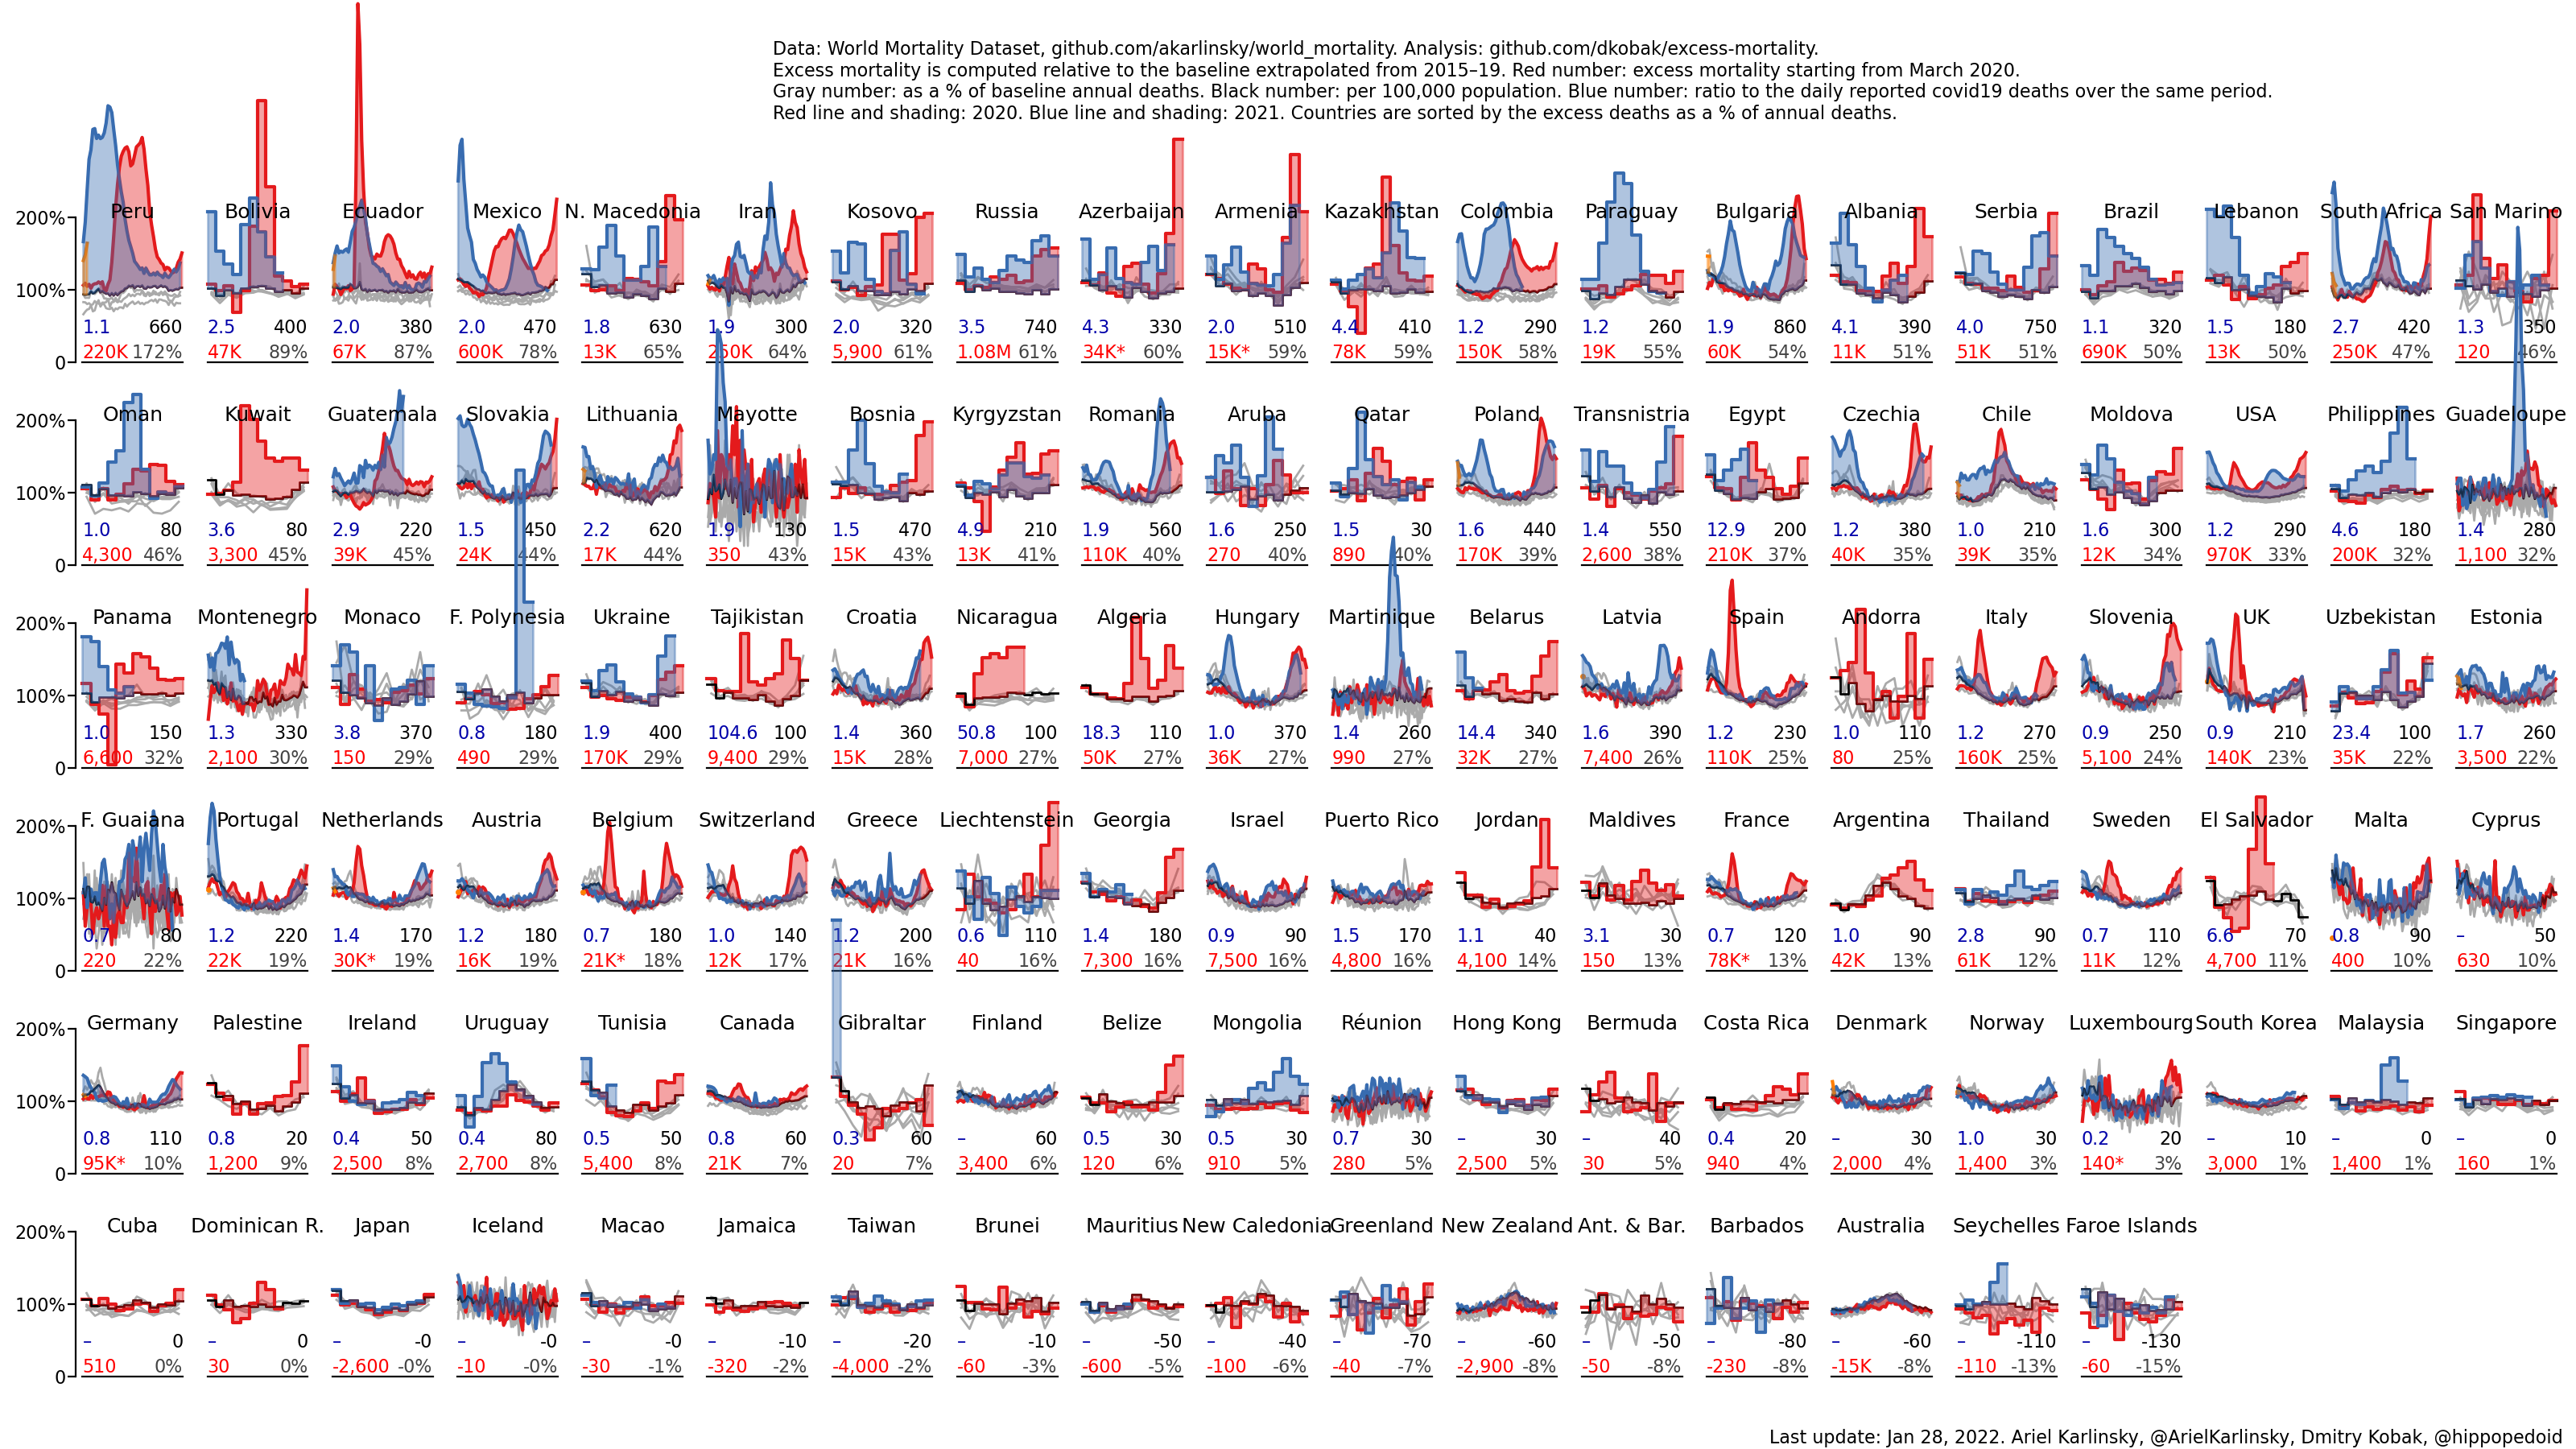 Data: World Mortality Dataset, github.com/akarlinsky/world_mortality. Analysis: github.com/dkobak/excess-mortality.
Excess mortality is computed relative to the baseline extrapolated from 2015–19. Red number: excess mortality starting from March 2020.
Gray number: as a % of baseline annual deaths. Black number: per 100,000 population. Blue number: ratio to the daily reported covid19 deaths over the same period.
Red line and shading: 2020. Blue line and shading: 2021. Countries are sorted by the excess deaths as a % of annual deaths.
200% Peru Bolivia Ecuador Mexico N. Macedonia Iran Kosovo Russia Azerbaijan Armenia Kazakhstan Colombia Paraguay Bulgaria Albania Serbia Brazil Lebanon South Africa San Marino
100%
1.1 660 2.5 400 2.0 380 2.0 470 1.8 630 1.9 300 2.0 320 3.5 740 4.3 330 2.0 510 4.4 410 1.2 290 1.2 260 1.9 860 4.1 390 4.0 750 1.1 320 1.5 180 2.7 420 1.3 350
220K 172% 47K 89% 67K 87% 600K 78% 13K 65% 250K 64% 5,900 61% 1.08M 61% 34K* 60% 15K* 59% 78K 59% 150K 58% 19K 55% 60K 54% 11K 51% 51K 51% 690K 50% 13K 50% 250K 47% 120 46%
0
200% Oman Kuwait Guatemala Slovakia Lithuania Mayotte Bosnia Kyrgyzstan Romania Aruba Qatar Poland Transnistria Egypt Czechia Chile Moldova USA Philippines Guadeloupe
100%
1.0 80 3.6 80 2.9 220 1.5 450 2.2 620 1.9 130 1.5 470 4.9 210 1.9 560 1.6 250 1.5 30 1.6 440 1.4 550 12.9 200 1.2 380 1.0 210 1.6 300 1.2 290 4.6 180 1.4 280
4,300 46% 3,300 45% 39K 45% 24K 44% 17K 44% 350 43% 15K 43% 13K 41% 110K 40% 270 40% 890 40% 170K 39% 2,600 38% 210K 37% 40K 35% 39K 35% 12K 34% 970K 33% 200K 32% 1,100 32%
0
200% Panama Montenegro Monaco F. Polynesia Ukraine Tajikistan Croatia Nicaragua Algeria Hungary Martinique Belarus Latvia Spain Andorra Italy Slovenia UK Uzbekistan Estonia
100%
1.0 150 1.3 330 3.8 370 0.8 180 1.9 400 104.6 100 1.4 360 50.8 100 18.3 110 1.0 370 1.4 260 14.4 340 1.6 390 1.2 230 1.0 110 1.2 270 0.9 250 0.9 210 23.4 100 1.7 260
6,600 32% 2,100 30% 150 29% 490 29% 170K 29% 9,400 29% 15K 28% 7,000 27% 50K 27% 36K 27% 990 27% 32K 27% 7,400 26% 110K 25% 80 25% 160K 25% 5,100 24% 140K 23% 35K 22% 3,500 22%
0
200% F. Guaiana Portugal Netherlands Austria Belgium Switzerland Greece Liechtenstein Georgia Israel Puerto Rico Jordan Maldives France Argentina Thailand Sweden El Salvador Malta Cyprus
100%
0.7 80 1.2 220 1.4 170 1.2 180 0.7 180 1.0 140 1.2 200 0.6 110 1.4 180 0.9 90 1.5 170 1.1 40 3.1 30 0.7 120 1.0 90 2.8 90 0.7 110 6.6 70 0.8 90 – 50
220 22% 22K 19% 30K* 19% 16K 19% 21K* 18% 12K 17% 21K 16% 40 16% 7,300 16% 7,500 16% 4,800 16% 4,100 14% 150 13% 78K* 13% 42K 13% 61K 12% 11K 12% 4,700 11% 400 10% 630 10%
0
200% Germany Palestine Ireland Uruguay Tunisia Canada Gibraltar Finland Belize Mongolia Réunion Hong Kong Bermuda Costa Rica Denmark Norway Luxembourg South Korea Malaysia Singapore
100%
0.8 110 0.8 20 0.4 50 0.4 80 0.5 50 0.8 60 0.3 60 – 60 0.5 30 0.5 30 0.7 30 – 30 – 40 0.4 20 – 30 1.0 30 0.2 20 – 10 – 0 – 0
95K* 10% 1,200 9% 2,500 8% 2,700 8% 5,400 8% 21K 7% 20 7% 3,400 6% 120 6% 910 5% 280 5% 2,500 5% 30 5% 940 4% 2,000 4% 1,400 3% 140* 3% 3,000 1% 1,400 1% 160 1%
0
200% Cuba Dominican R. Japan Iceland Macao Jamaica Taiwan Brunei Mauritius New Caledonia Greenland New Zealand Ant. & Bar. Barbados Australia Seychelles Faroe Islands
100%
– 0 – 0 – -0 – -0 – -0 – -10 – -20 – -10 – -50 – -40 – -70 – -60 – -50 – -80 – -60 – -110 – -130
510 0% 30 0% -2,600 -0% -10 -0% -30 -1% -320 -2% -4,000 -2% -60 -3% -600 -5% -100 -6% -40 -7% -2,900 -8% -50 -8% -230 -8% -15K -8% -110 -13% -60 -15%
0
Last update: Jan 28, 2022. Ariel Karlinsky, @ArielKarlinsky, Dmitry Kobak, @hippopedoid